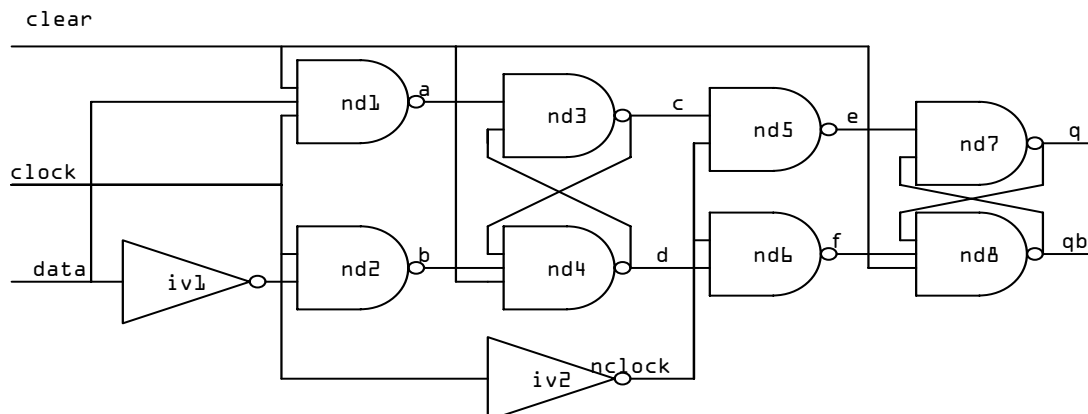 clear
a
nd1
nd3
c
nd5
e
nd7
q
clock
data
iv1
nd2
b
nd4
d
nd6
f
nd8
qb
iv2
nclock